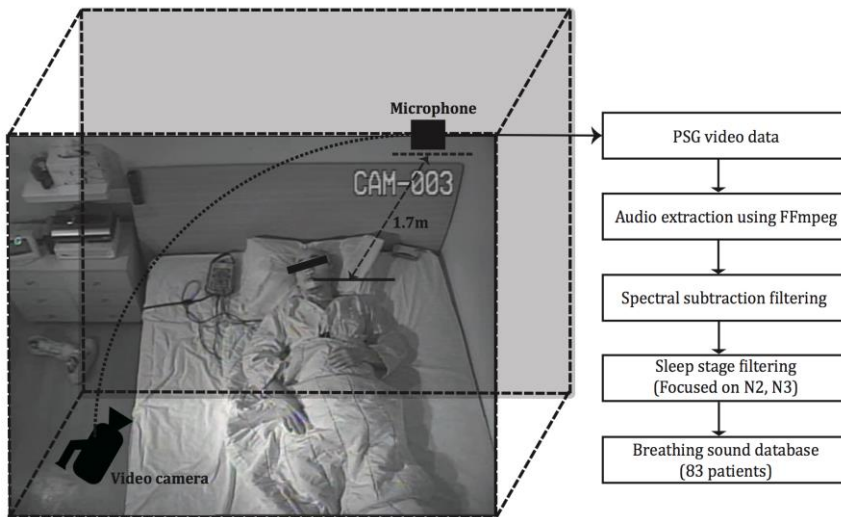 Microphone
CAM-003
1.7m
Video camera
PSG video data
Audio extraction using FFmpeg
Spectral subtraction filtering
Sleep stage filtering
(Focused on N2, N3)
Breathing sound database
(83 patients)